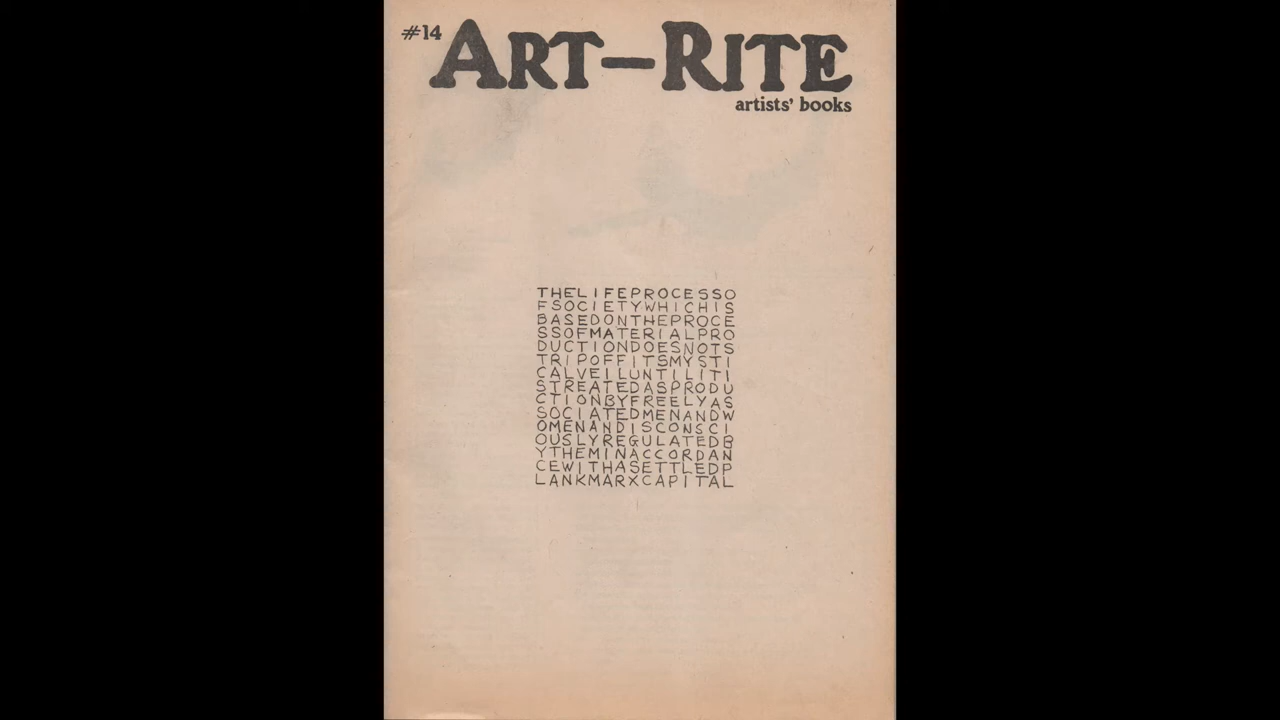 #14 ART-RITE
artists' books
THELIFEPROCESSO
FSOCIETYWHICHIS
BASEDONTHEPROCE
SSOFMATERIALPRO
DUCTIONDOESNOTS
TRIPOFFITSMYSTI
CALVEILUNTILITI
STREATEDASPRODU
CTIONBYFREELYAS
SOCIATEDMENANDW
OMENANDISCONSCI
OUSLYREGULATEDB
YTHEMINACCORDAN
CEWITHASETTLEDP
LANKMARXCAPITAL